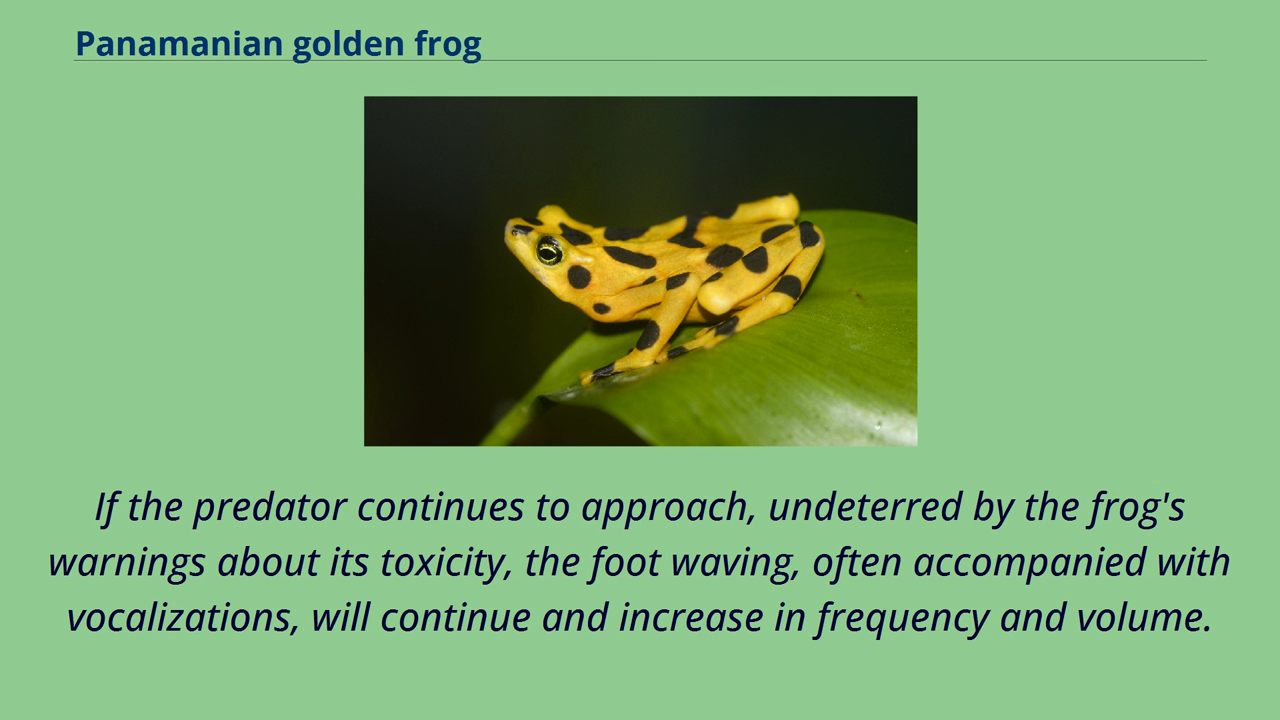 Panamanian golden frog
If the predator continues to approach, undeterred by the frog's
warnings about its toxicity, the foot waving, often accompanied with
vocalizations, will continue and increase in frequency and volume.